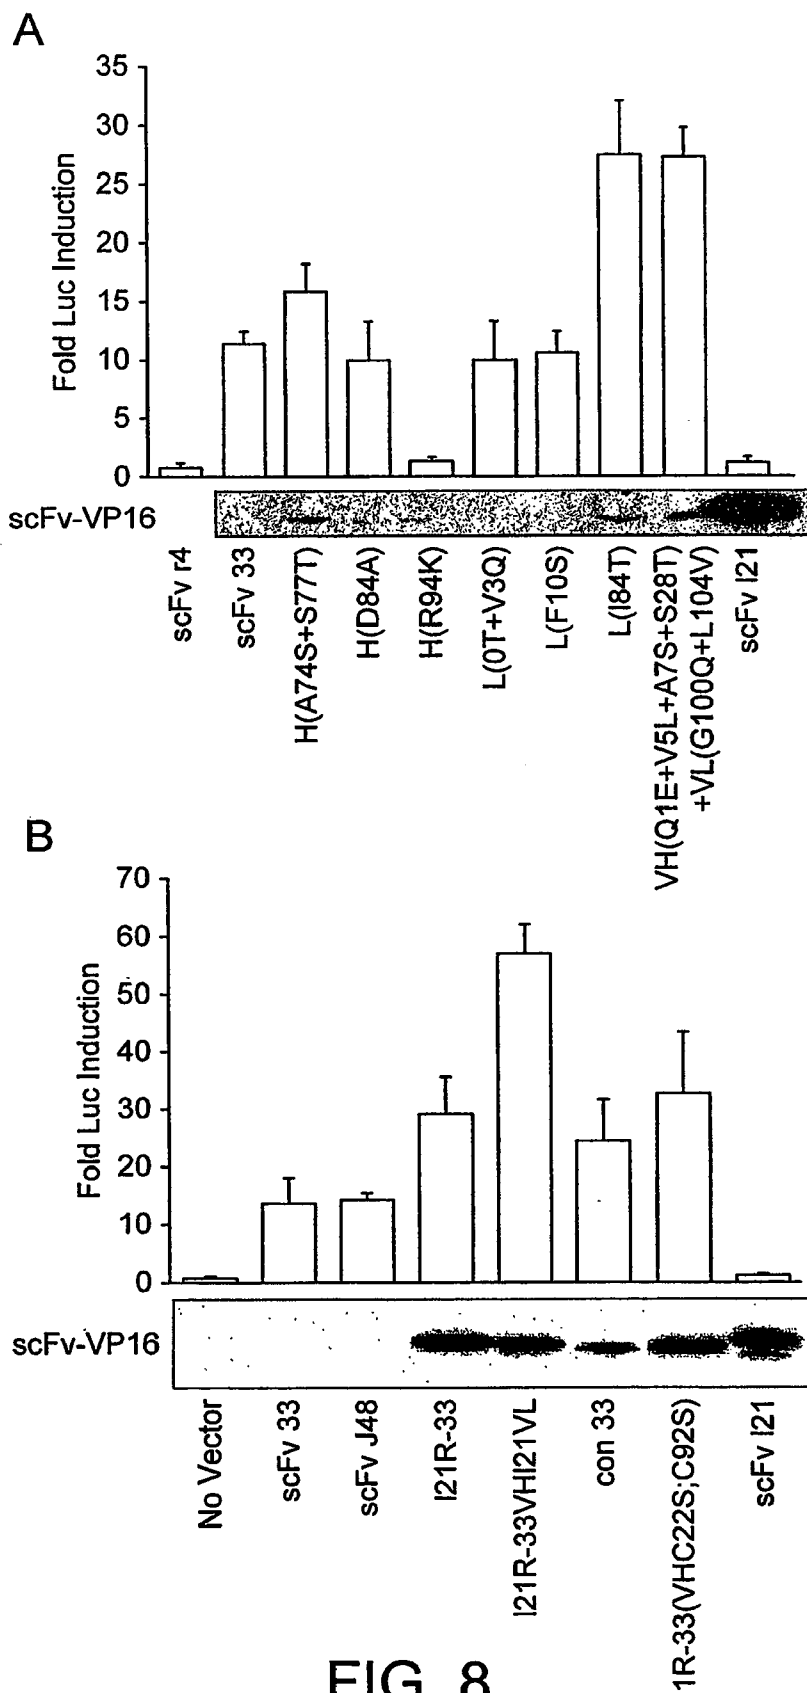 A
35
30
25
20
15
10
5
0
Fold Luc Induction
scFv-VP16
scFv r4
scFv 33
H(A74S+S77T)
H(D84A)
H(R94K)
L(0T+V3Q)
L(F10S)
L(I84T)
VH(Q1E+V5L+A7S+S28T)
+VL(G100Q+L104V)
scFv I21
B
70
60
50
40
30
20
10
0
Fold Luc Induction
scFv-VP16
No Vector
scFv 33
scFv J48
I21R-33
I21R-33VHI21VL
con 33
1R-33(VHC22S;C92S)
scFv I21
FIG. 8